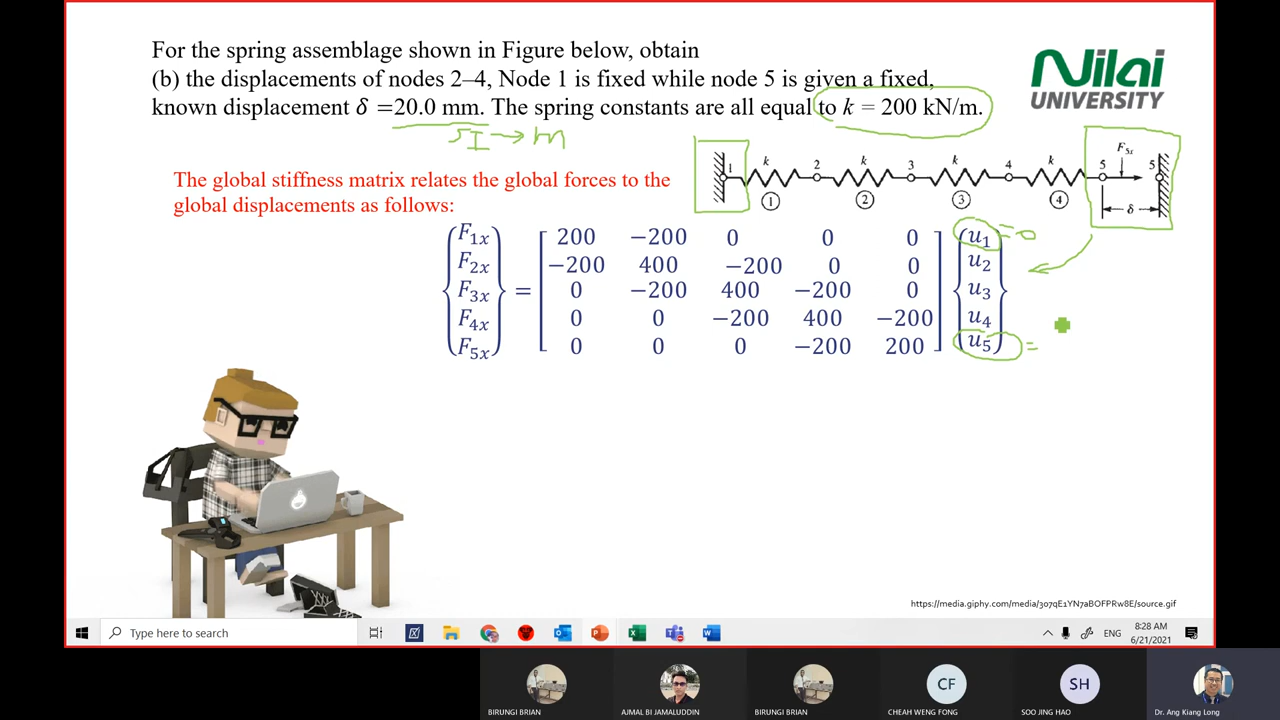 For the spring assemblage shown in Figure below, obtain
(b) the displacements of nodes 2–4, Node 1 is fixed while node 5 is given a fixed,
known displacement δ =20.0 mm. The spring constants are all equal to k = 200 kN/m.
SI → m
Nilai
UNIVERSITY
The global stiffness matrix relates the global forces to the
global displacements as follows:
1 k 2 k 3 k 4 k 5 F5x 5
① ② ③ ④ δ
F1x 200 −200 0 0 0 u1 = 0
F2x −200 400 −200 0 0 u2
F3x = 0 −200 400 −200 0 u3
F4x 0 0 −200 400 −200 u4
F5x 0 0 0 −200 200 u5 =
https://media.giphy.com/media/3o7qE1YN7aBOFPRw8E/source.gif
Type here to search
ENG
8:28 AM
6/21/2021
CF
SH
BIRUNGI BRIAN
AJMAL BI JAMALUDDIN
BIRUNGI BRIAN
CHEAH WENG FONG
SOO JING HAO
Dr. Ang Kiang Long